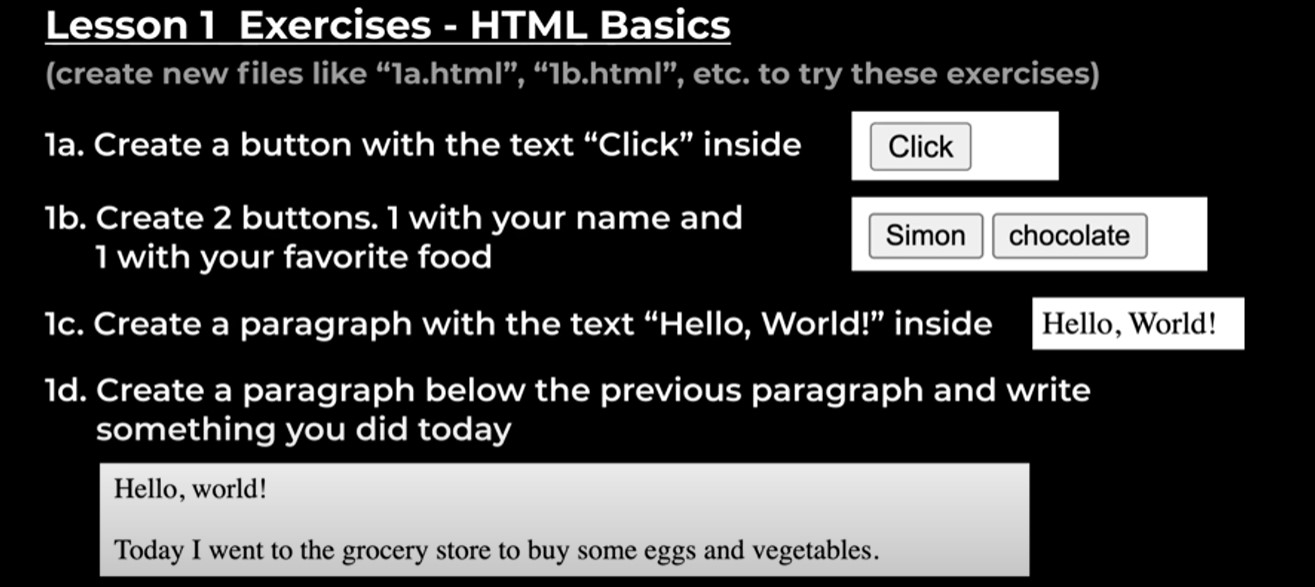 Lesson 1 Exercises - HTML Basics
(create new files like “1a.html”, “1b.html”, etc. to try these exercises)
1a. Create a button with the text “Click” inside
Click
1b. Create 2 buttons. 1 with your name and
1 with your favorite food
Simon chocolate
1c. Create a paragraph with the text “Hello, World!” inside
Hello, World!
1d. Create a paragraph below the previous paragraph and write
something you did today
Hello, world!
Today I went to the grocery store to buy some eggs and vegetables.